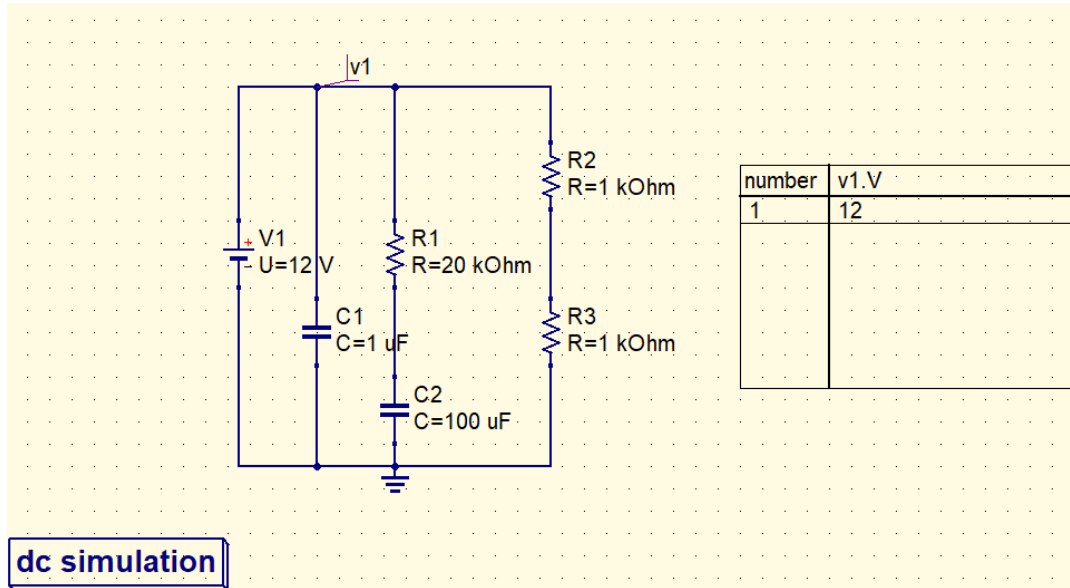 v1
R2
R=1 kOhm
number v1.V
1 12
+ V1
- U=12 V
R1
R=20 kOhm
C1
C=1 uF
R3
R=1 kOhm
C2
C=100 uF
dc simulation